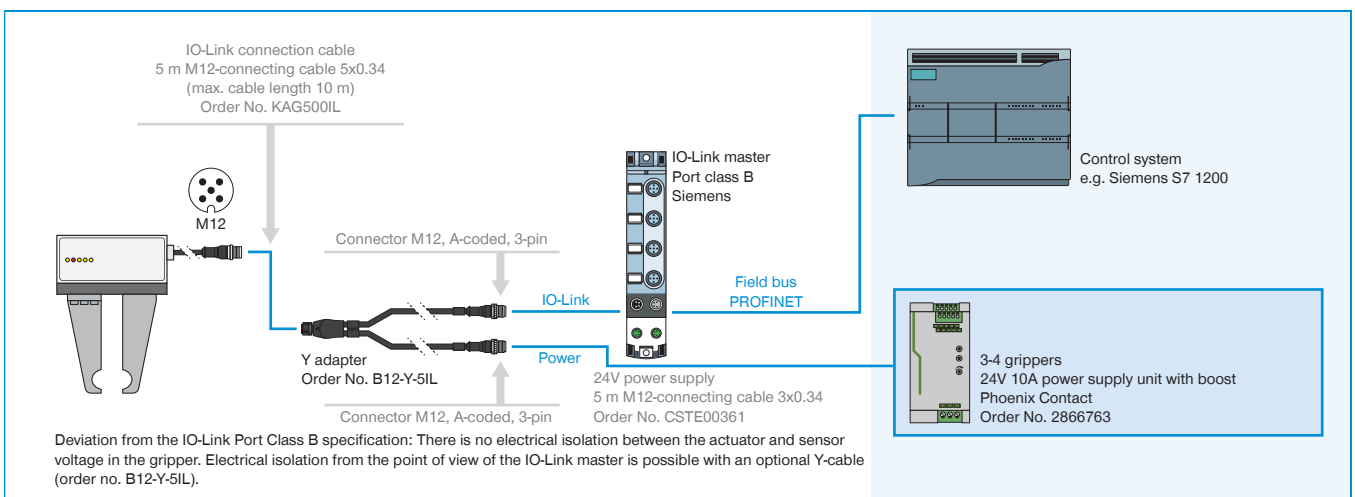 IO-Link connection cable
5 m M12-connecting cable 5x0.34
(max. cable length 10 m)
Order No. KAG500IL
M12
Connector M12, A-coded, 3-pin
IO-Link master
Port class B
Siemens
Control system
e.g. Siemens S7 1200
IO-Link
Field bus
PROFINET
Y adapter
Order No. B12-Y-5IL
Power
Connector M12, A-coded, 3-pin
24V power supply
5 m M12-connecting cable 3x0.34
Order No. CSTE00361
3-4 grippers
24V 10A power supply unit with boost
Phoenix Contact
Order No. 2866763
Deviation from the IO-Link Port Class B specification: There is no electrical isolation between the actuator and sensor
voltage in the gripper. Electrical isolation from the point of view of the IO-Link master is possible with an optional Y-cable
(order no. B12-Y-5IL).